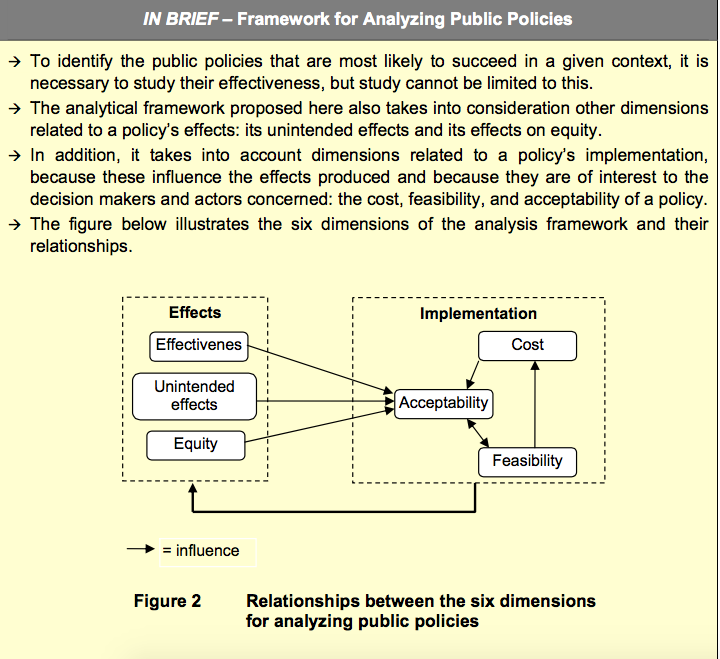 IN BRIEF – Framework for Analyzing Public Policies
→ To identify the public policies that are most likely to succeed in a given context, it is
necessary to study their effectiveness, but study cannot be limited to this.
→ The analytical framework proposed here also takes into consideration other dimensions
related to a policy's effects: its unintended effects and its effects on equity.
→ In addition, it takes into account dimensions related to a policy's implementation,
because these influence the effects produced and because they are of interest to the
decision makers and actors concerned: the cost, feasibility, and acceptability of a policy.
→ The figure below illustrates the six dimensions of the analysis framework and their
relationships.
Effects
Effectivenes
Unintended
effects
Equity
Implementation
Cost
Acceptability
Feasibility
= influence
Figure 2 Relationships between the six dimensions
for analyzing public policies